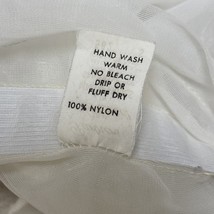 HAND WASH
WARM
NO BLEACH
DRIP OR
FLUFF DRY
100% NYLON